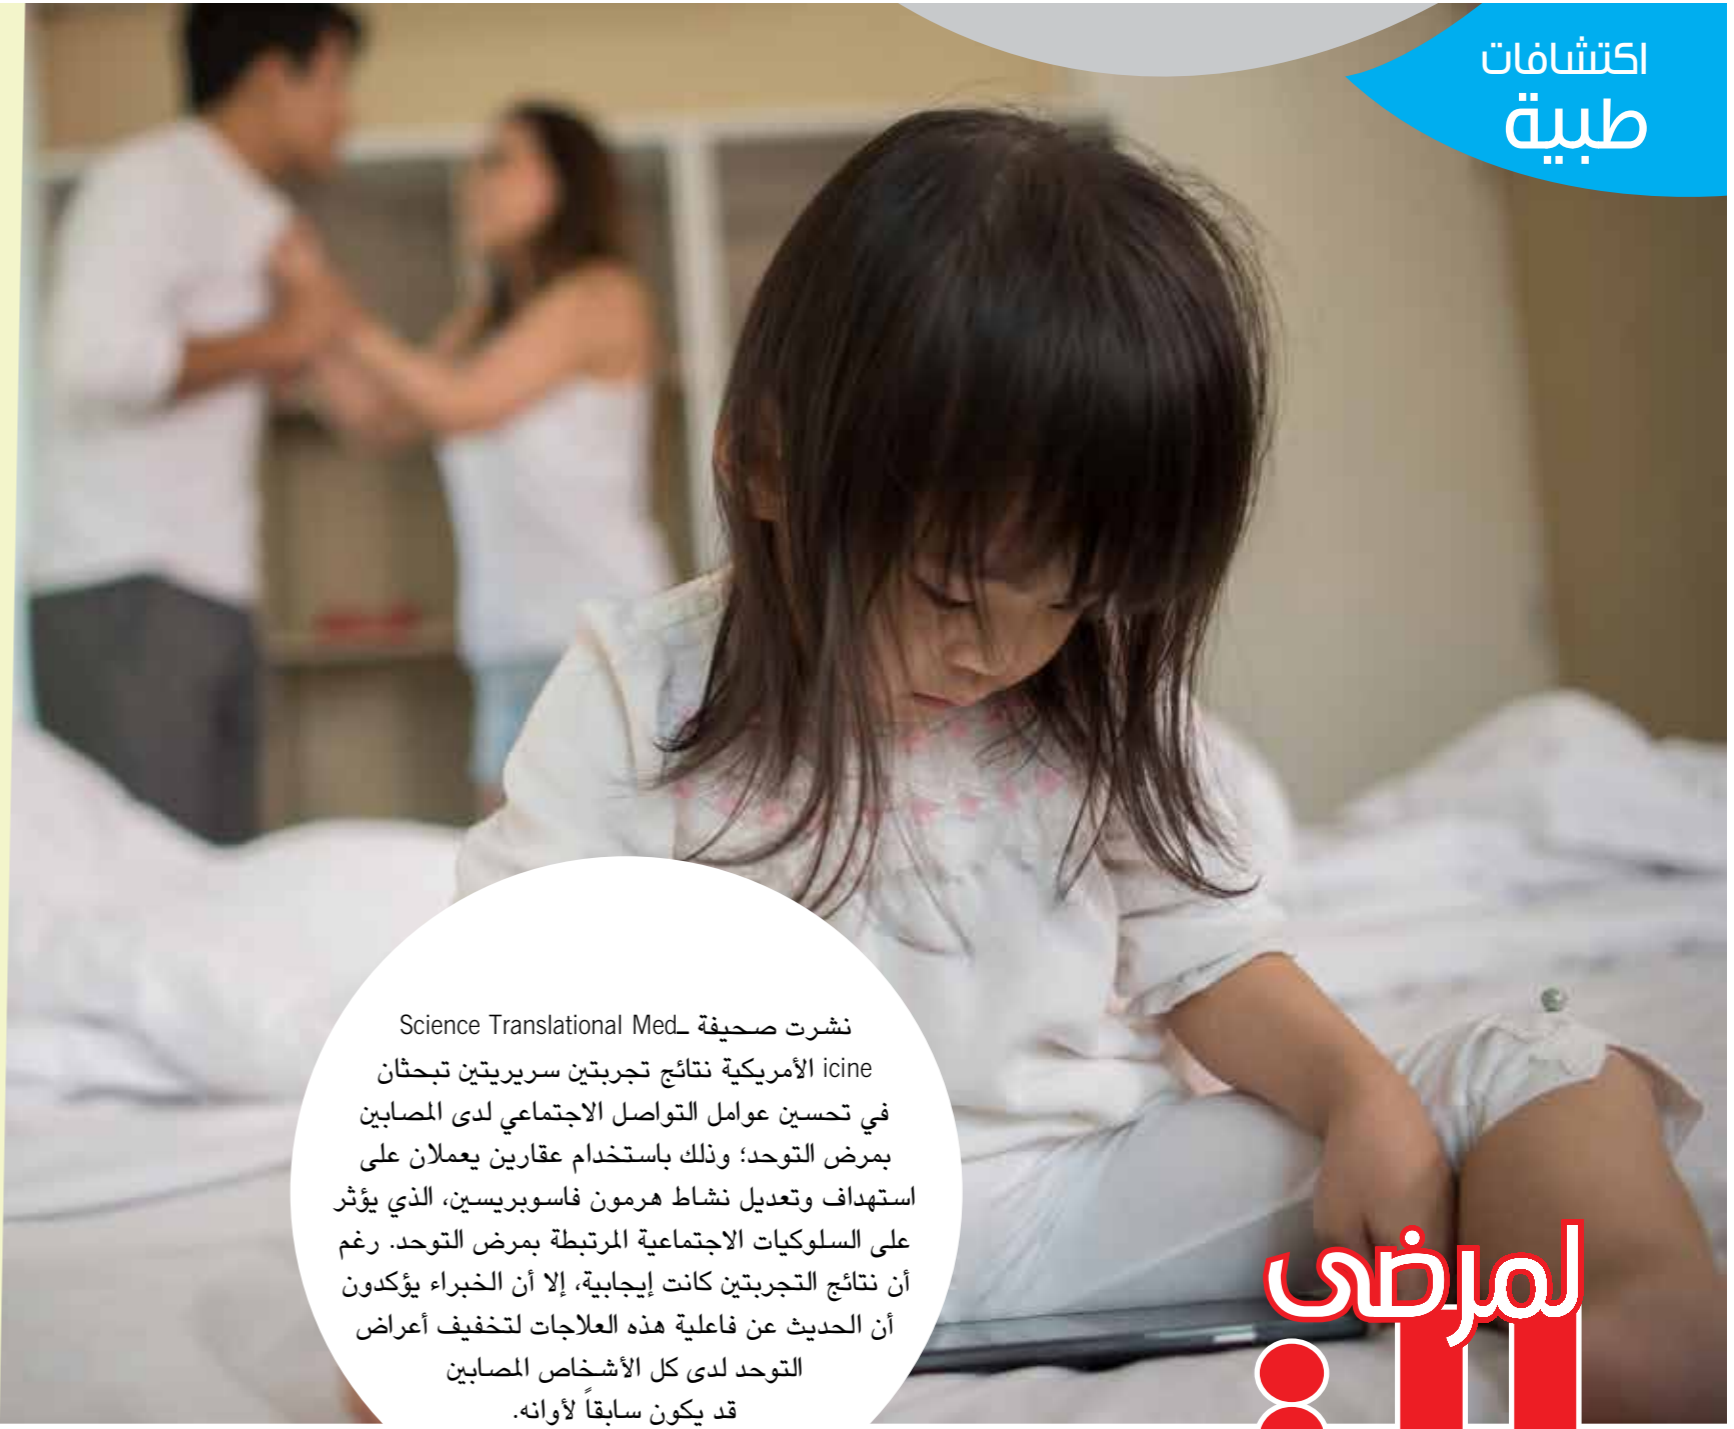 اكتشافات
طبية
نشرت صحيفة Science Translational Med-
icine الأمريكية نتائج تجربتين سريريتين تبحثان
في تحسين عوامل التواصل الاجتماعي لدى المصابين
بمرض التوحد؛ وذلك باستخدام عقارين يعملان على
استهداف وتعديل نشاط هرمون فاسوبريسين، الذي يؤثر
على السلوكيات الاجتماعية المرتبطة بمرض التوحد. رغم
أن نتائج التجربتين كانت إيجابية، إلا أن الخبراء يؤكدون
أن الحديث عن فاعلية هذه العلاجات لتخفيف أعراض
التوحد لدى كل الأشخاص المصابين
قد يكون سابقاً لأوانه.
لمرضى